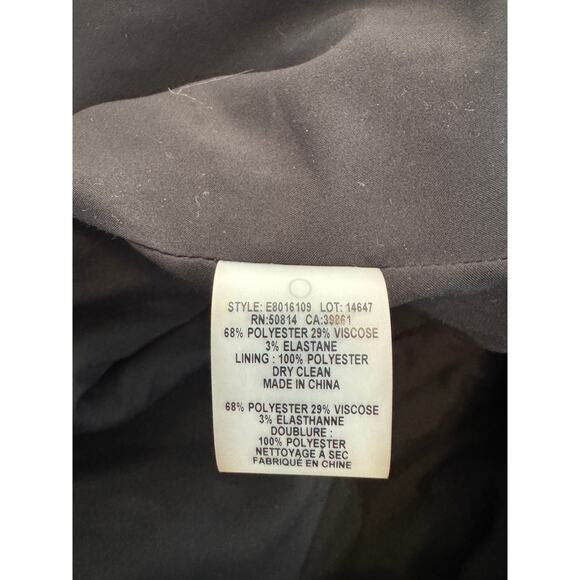 STYLE: E8016109 LOT: 14647
RN:50814 CA:39861
68% POLYESTER 29% VISCOSE
3% ELASTANE
LINING : 100% POLYESTER
DRY CLEAN
MADE IN CHINA
68% POLYESTER 29% VISCOSE
3% ÉLASTHANNE
DOUBLURE :
100% POLYESTER
NETTOYAGE À SEC
FABRIQUÉ EN CHINE